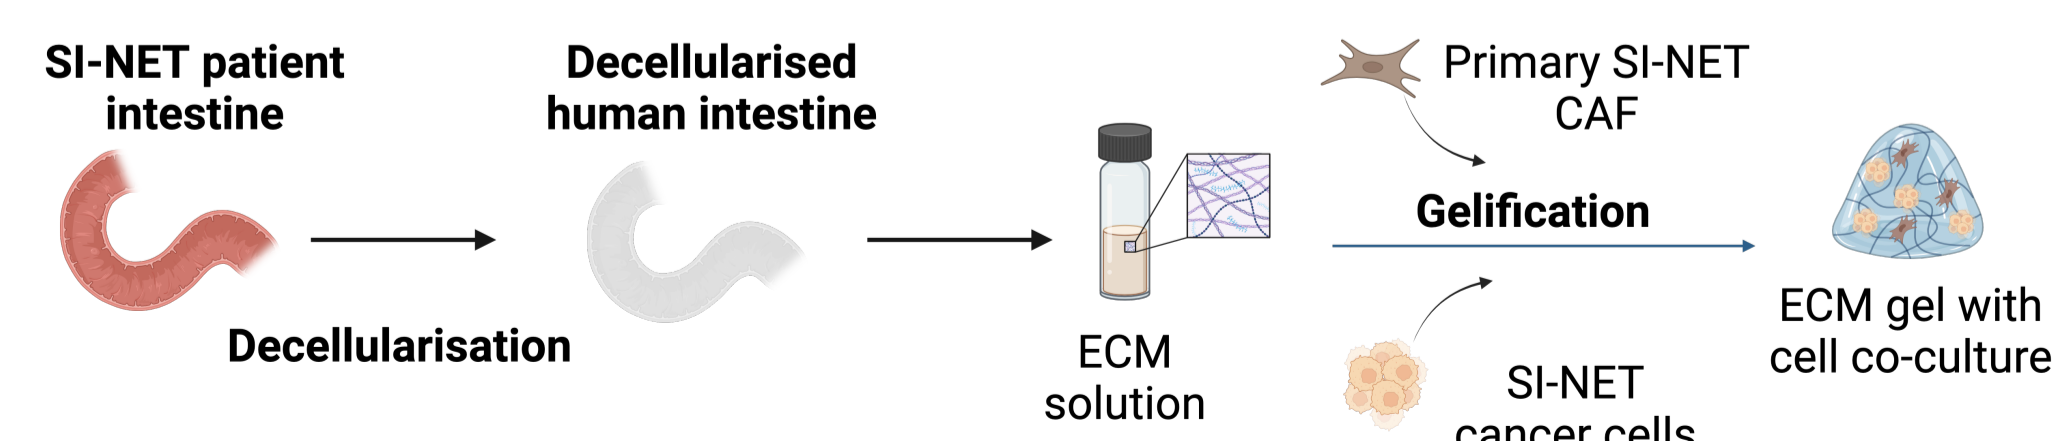 SI-NET patient
intestine
Decellularisation
Decellularised
human intestine
ECM
solution
Primary SI-NET
CAF
Gelification
SI-NET
cancer cells
ECM gel with
cell co-culture